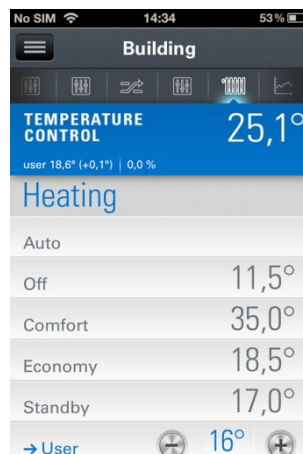 No SIM 14:34 53%
Building
TEMPERATURE
CONTROL 25,1°
user 18,6° (+0,1°) | 0,0 %
Heating
Auto
Off 11,5°
Comfort 35,0°
Economy 18,5°
Standby 17,0°
→ User − 16° +